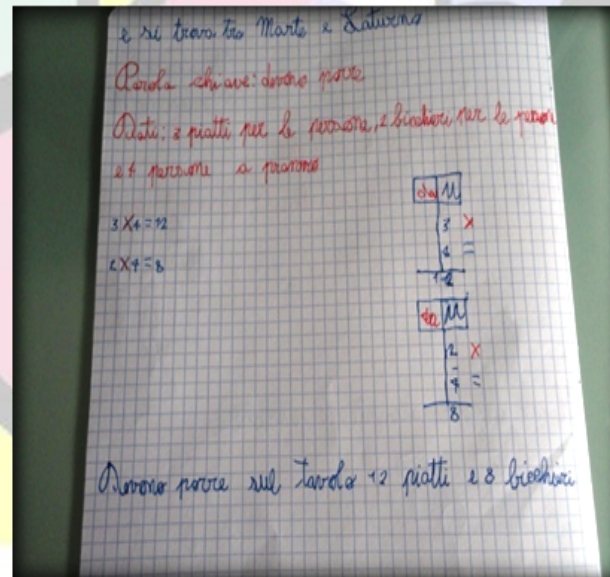 e si trova tra Marte e Saturno
Parola chiave: devono porre
Dati: 3 piatti per le persone, 2 bicchieri per le person
e 4 persone a pranzo
3 X 4 = 12
2 X 4 = 8
da u
3 X
4 =
12
da u
2 X
4 =
8
Devono porre sul tavolo 12 piatti e 8 bicchieri